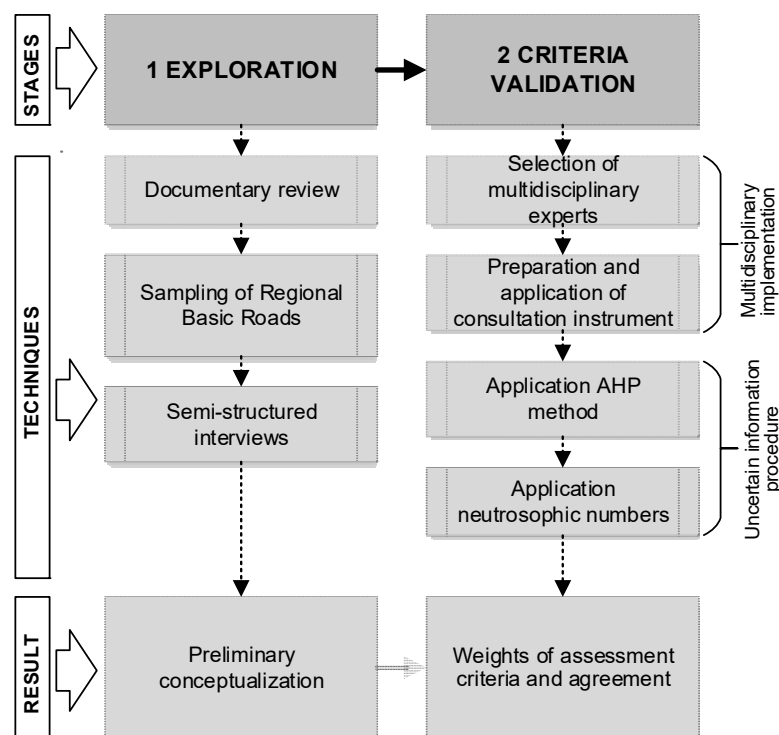 STAGES
1 EXPLORATION
2 CRITERIA
VALIDATION
TECHNIQUES
Documentary review
Sampling of Regional
Basic Roads
Semi-structured
interviews
Selection of
multidisciplinary
experts
Preparation and
application of
consultation instrument
Multidisciplinary
implementation
Application AHP
method
Application
neutrosophic numbers
Uncertain information
procedure
RESULT
Preliminary
conceptualization
Weights of assessment
criteria and agreement